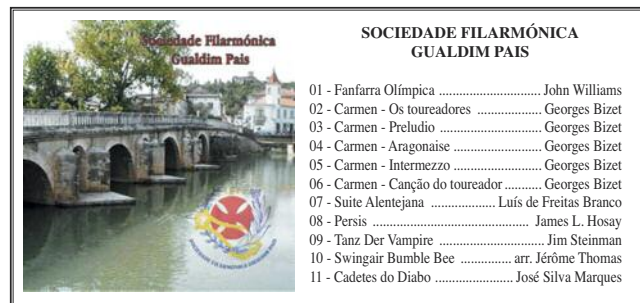 Sociedade Filarmónica
Gualdim Pais
SOCIEDADE FILARMÓNICA
GUALDIM PAIS
01 - Fanfarra Olímpica ............................... John Williams
02 - Carmen - Os toureadores ................... Georges Bizet
03 - Carmen - Preludio ............................... Georges Bizet
04 - Carmen - Aragonaise .......................... Georges Bizet
05 - Carmen - Intermezzo .......................... Georges Bizet
06 - Carmen - Canção do toureador ........... Georges Bizet
07 - Suite Alentejana .................... Luís de Freitas Branco
08 - Persis ................................................ James L. Hosay
09 - Tanz Der Vampire ................................ Jim Steinman
10 - Swingair Bumble Bee ............... arr. Jérôme Thomas
11 - Cadetes do Diabo ........................ José Silva Marques